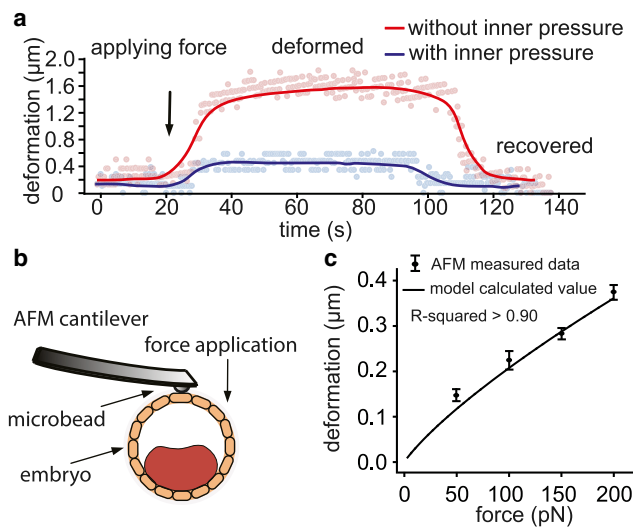 a
applying force
deformed
without inner pressure
with inner pressure
recovered
deformation (μm)
2.0
1.6
1.2
0.8
0.4
0
0
20
40
60
80
100
120
140
time (s)
b
AFM cantilever
force application
microbead
embryo
c
AFM measured data
model calculated value
R-squared > 0.90
deformation (μm)
0.4
0.3
0.2
0.1
0.0
0
50
100
150
200
force (pN)